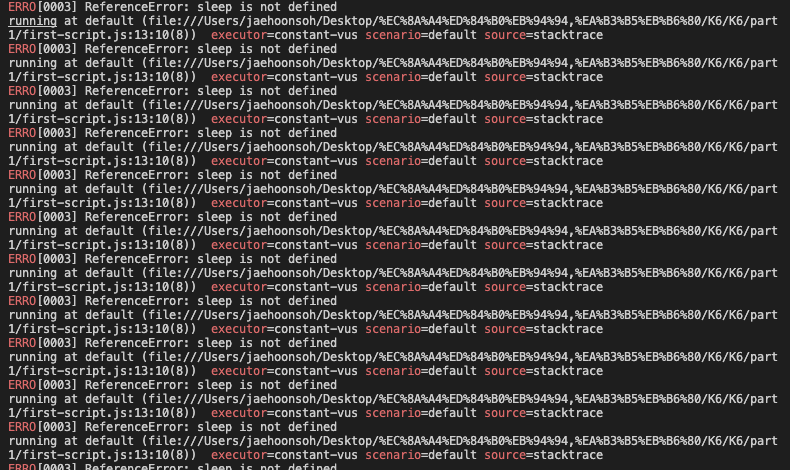 ERRO[0003] ReferenceError: sleep is not defined
running at default (file:///Users/jaehoonsoh/Desktop/%EC%8A%A4%ED%84%B0%EB%94%94,%EA%B3%B5%EB%B6%80/K6/K6/part
1/first-script.js:13:10(8))  executor=constant-vus scenario=default source=stacktrace
ERRO[0003] ReferenceError: sleep is not defined
running at default (file:///Users/jaehoonsoh/Desktop/%EC%8A%A4%ED%84%B0%EB%94%94,%EA%B3%B5%EB%B6%80/K6/K6/part
1/first-script.js:13:10(8))  executor=constant-vus scenario=default source=stacktrace
ERRO[0003] ReferenceError: sleep is not defined
running at default (file:///Users/jaehoonsoh/Desktop/%EC%8A%A4%ED%84%B0%EB%94%94,%EA%B3%B5%EB%B6%80/K6/K6/part
1/first-script.js:13:10(8))  executor=constant-vus scenario=default source=stacktrace
ERRO[0003] ReferenceError: sleep is not defined
running at default (file:///Users/jaehoonsoh/Desktop/%EC%8A%A4%ED%84%B0%EB%94%94,%EA%B3%B5%EB%B6%80/K6/K6/part
1/first-script.js:13:10(8))  executor=constant-vus scenario=default source=stacktrace
ERRO[0003] ReferenceError: sleep is not defined
running at default (file:///Users/jaehoonsoh/Desktop/%EC%8A%A4%ED%84%B0%EB%94%94,%EA%B3%B5%EB%B6%80/K6/K6/part
1/first-script.js:13:10(8))  executor=constant-vus scenario=default source=stacktrace
ERRO[0003] ReferenceError: sleep is not defined
running at default (file:///Users/jaehoonsoh/Desktop/%EC%8A%A4%ED%84%B0%EB%94%94,%EA%B3%B5%EB%B6%80/K6/K6/part
1/first-script.js:13:10(8))  executor=constant-vus scenario=default source=stacktrace
ERRO[0003] ReferenceError: sleep is not defined
running at default (file:///Users/jaehoonsoh/Desktop/%EC%8A%A4%ED%84%B0%EB%94%94,%EA%B3%B5%EB%B6%80/K6/K6/part
1/first-script.js:13:10(8))  executor=constant-vus scenario=default source=stacktrace
ERRO[0003] ReferenceError: sleep is not defined
running at default (file:///Users/jaehoonsoh/Desktop/%EC%8A%A4%ED%84%B0%EB%94%94,%EA%B3%B5%EB%B6%80/K6/K6/part
1/first-script.js:13:10(8))  executor=constant-vus scenario=default source=stacktrace
ERRO[0003] ReferenceError: sleep is not defined
running at default (file:///Users/jaehoonsoh/Desktop/%EC%8A%A4%ED%84%B0%EB%94%94,%EA%B3%B5%EB%B6%80/K6/K6/part
1/first-script.js:13:10(8))  executor=constant-vus scenario=default source=stacktrace
ERRO[0003] ReferenceError: sleep is not defined
running at default (file:///Users/jaehoonsoh/Desktop/%EC%8A%A4%ED%84%B0%EB%94%94,%EA%B3%B5%EB%B6%80/K6/K6/part
1/first-script.js:13:10(8))  executor=constant-vus scenario=default source=stacktrace
ERRO[0003] ReferenceError: sleep is not defined
running at default (file:///Users/jaehoonsoh/Desktop/%EC%8A%A4%ED%84%B0%EB%94%94,%EA%B3%B5%EB%B6%80/K6/K6/part
1/first-script.js:13:10(8))  executor=constant-vus scenario=default source=stacktrace
ERRO[0003] ReferenceError: sleep is not defined